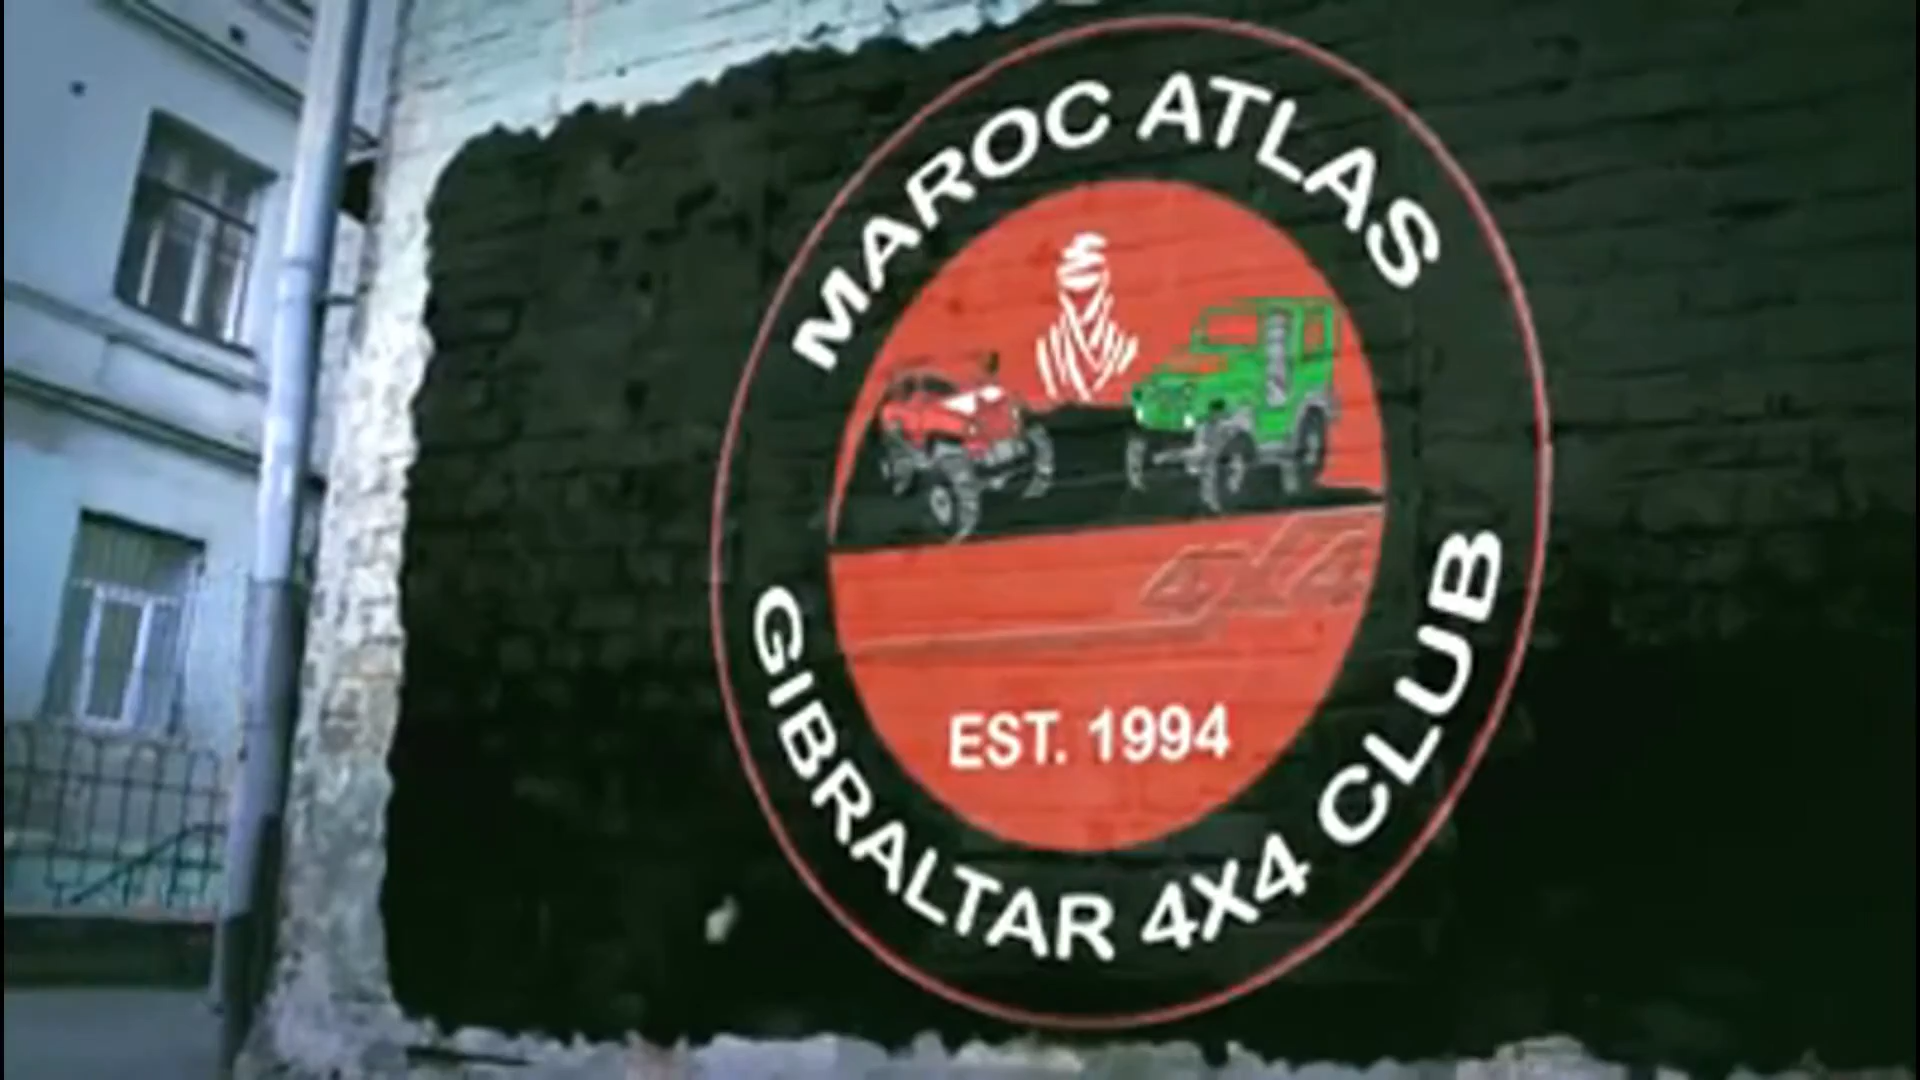 MAROC ATLAS
4X4
EST. 1994
GIBRALTAR 4X4 CLUB